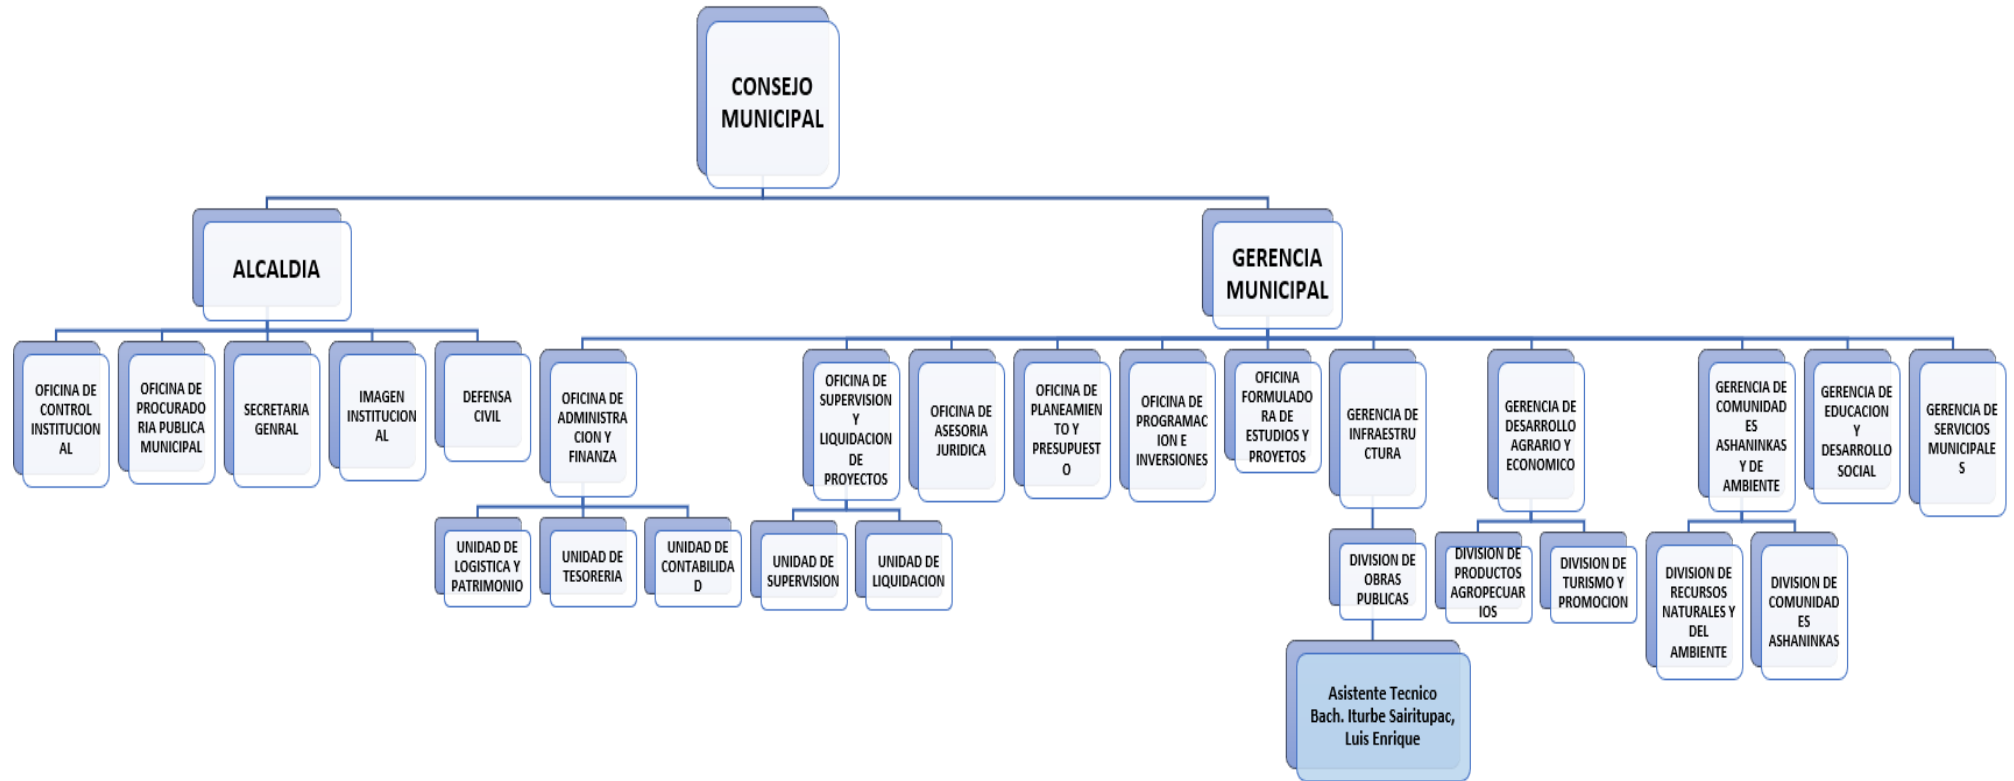 CONSEJO
MUNICIPAL
ALCALDIA
GERENCIA
MUNICIPAL
OFICINA DE
CONTROL
INSTITUCION
AL
OFICINA DE
PROCURADO
RIA PUBLICA
MUNICIPAL
SECRETARIA
GENRAL
IMAGEN
INSTITUCION
AL
DEFENSA
CIVIL
OFICINA DE
ADMINISTRA
CION Y
FINANZA
OFICINA DE
SUPERVISION
Y
LIQUIDACION
DE
PROYECTOS
OFICINA DE
ASESORIA
JURIDICA
OFICINA DE
PLANEAMIEN
TO Y
PRESUPUEST
O
OFICINA DE
PROGRAMAC
ION E
INVERSIONES
OFICINA
FORMULADO
RA DE
ESTUDIOS Y
PROYETOS
GERENCIA DE
INFRAESTRU
CTURA
GERENCIA DE
DESARROLLO
AGRARIO Y
ECONOMICO
GERENCIA DE
COMUNIDAD
ES
ASHANINKAS
Y DE
AMBIENTE
GERENCIA DE
EDUCACION
Y
DESARROLLO
SOCIAL
GERENCIA DE
SERVICIOS
MUNICIPALE
S
UNIDAD DE
LOGISTICA Y
PATRIMONIO
UNIDAD DE
TESORERIA
UNIDAD DE
CONTABILIDA
D
UNIDAD DE
SUPERVISION
UNIDAD DE
LIQUIDACION
DIVISION DE
OBRAS
PUBLICAS
DIVISION DE
PRODUCTOS
AGROPECUAR
IOS
DIVISION DE
TURISMO Y
PROMOCION
DIVISION DE
RECURSOS
NATURALES Y
DEL
AMBIENTE
DIVISION DE
COMUNIDAD
ES
ASHANINKAS
Asistente Tecnico
Bach. Iturbe Sairitupac,
Luis Enrique